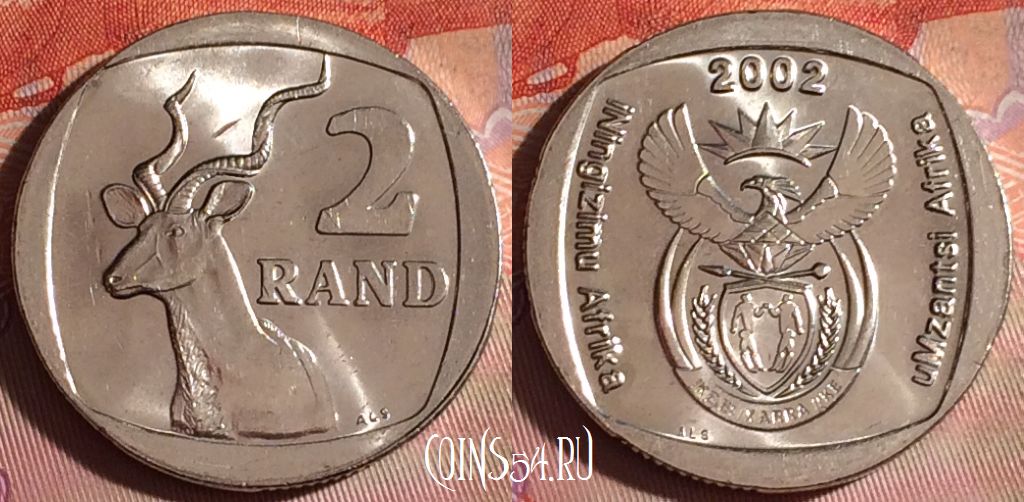 2
RAND
ALS
2002
iNingizimu Afrika
uMzantsi Afrika
ALS
COINS54.RU